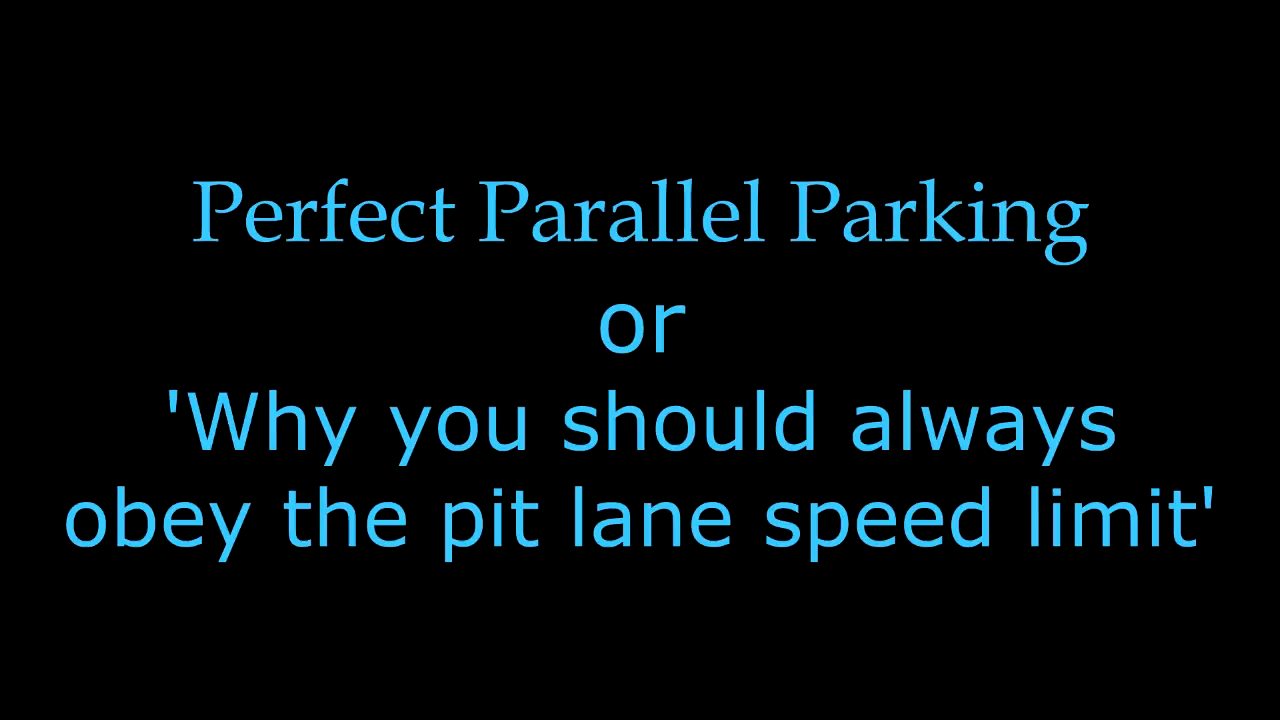 Perfect Parallel Parking
or
'Why you should always
obey the pit lane speed limit'